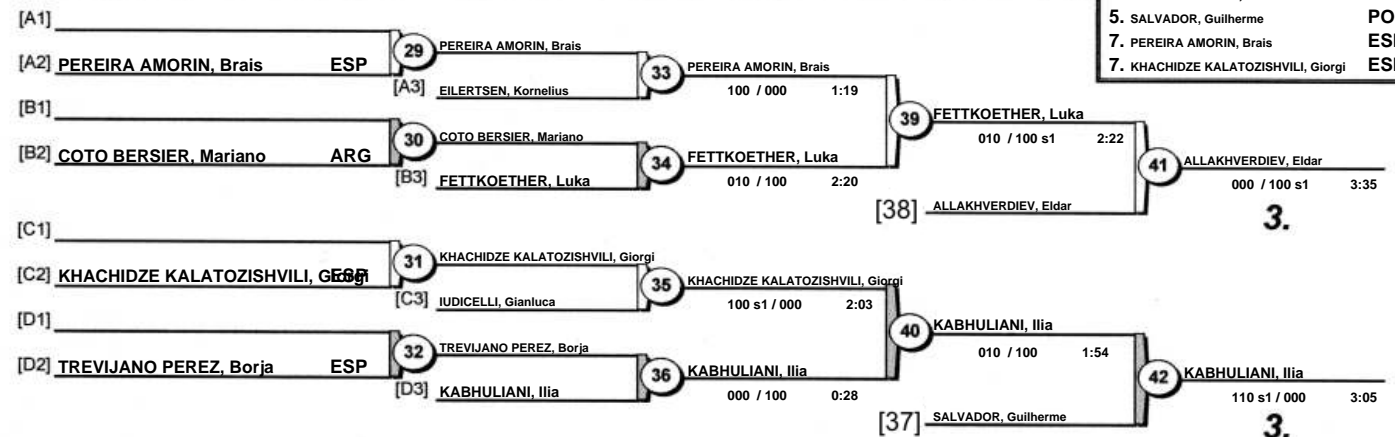 5. SALVADOR, Guilherme PO
7. PEREIRA AMORIN, Brais
7. KHACHIDZE KALATOZISHVILI, Giorgi
[A1]
[A2] PEREIRA AMORIN, Brais ESP
29
PEREIRA AMORIN, Brais
[A3] EILERTSEN, Kornelius
33
PEREIRA AMORIN, Brais
100 / 000 1:19
[B1]
[B2] COTO BERSIER, Mariano ARG
30
COTO BERSIER, Mariano
[B3] FETTKOETHER, Luka
34
FETTKOETHER, Luka
010 / 100 2:20
39
FETTKOETHER, Luka
010 / 100 s1 2:22
[38] ALLAKHVERDIEV, Eldar
41
ALLAKHVERDIEV, Eldar
000 / 100 s1 3:35
3.
[C1]
[C2] KHACHIDZE KALATOZISHVILI, Giorgi ESP
31
KHACHIDZE KALATOZISHVILI, Giorgi
[C3] IUDICELLI, Gianluca
35
KHACHIDZE KALATOZISHVILI, Giorgi
100 s1 / 000 2:03
[D1]
[D2] TREVIJANO PEREZ, Borja ESP
32
TREVIJANO PEREZ, Borja
[D3] KABHULIANI, Ilia
36
KABHULIANI, Ilia
000 / 100 0:28
40
KABHULIANI, Ilia
010 / 100 1:54
[37] SALVADOR, Guilherme
42
KABHULIANI, Ilia
110 s1 / 000 3:05
3.